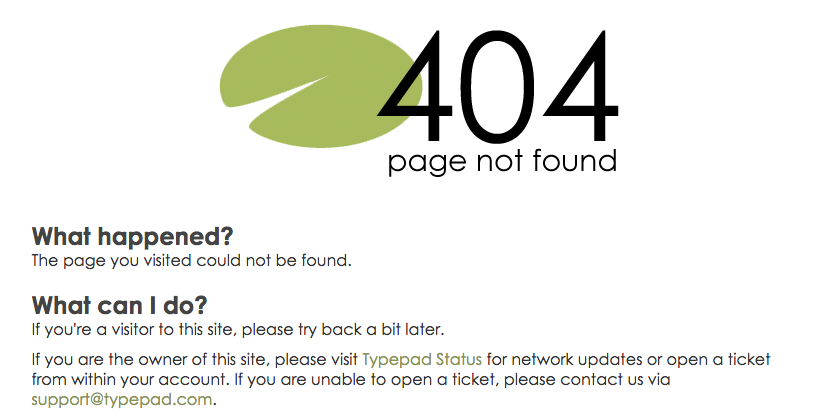 404
page not found
What happened?
The page you visited could not be found.
What can I do?
If you're a visitor to this site, please try back a bit later.
If you are the owner of this site, please visit Typepad Status for network updates or open a ticket
from within your account. If you are unable to open a ticket, please contact us via
support@typepad.com.